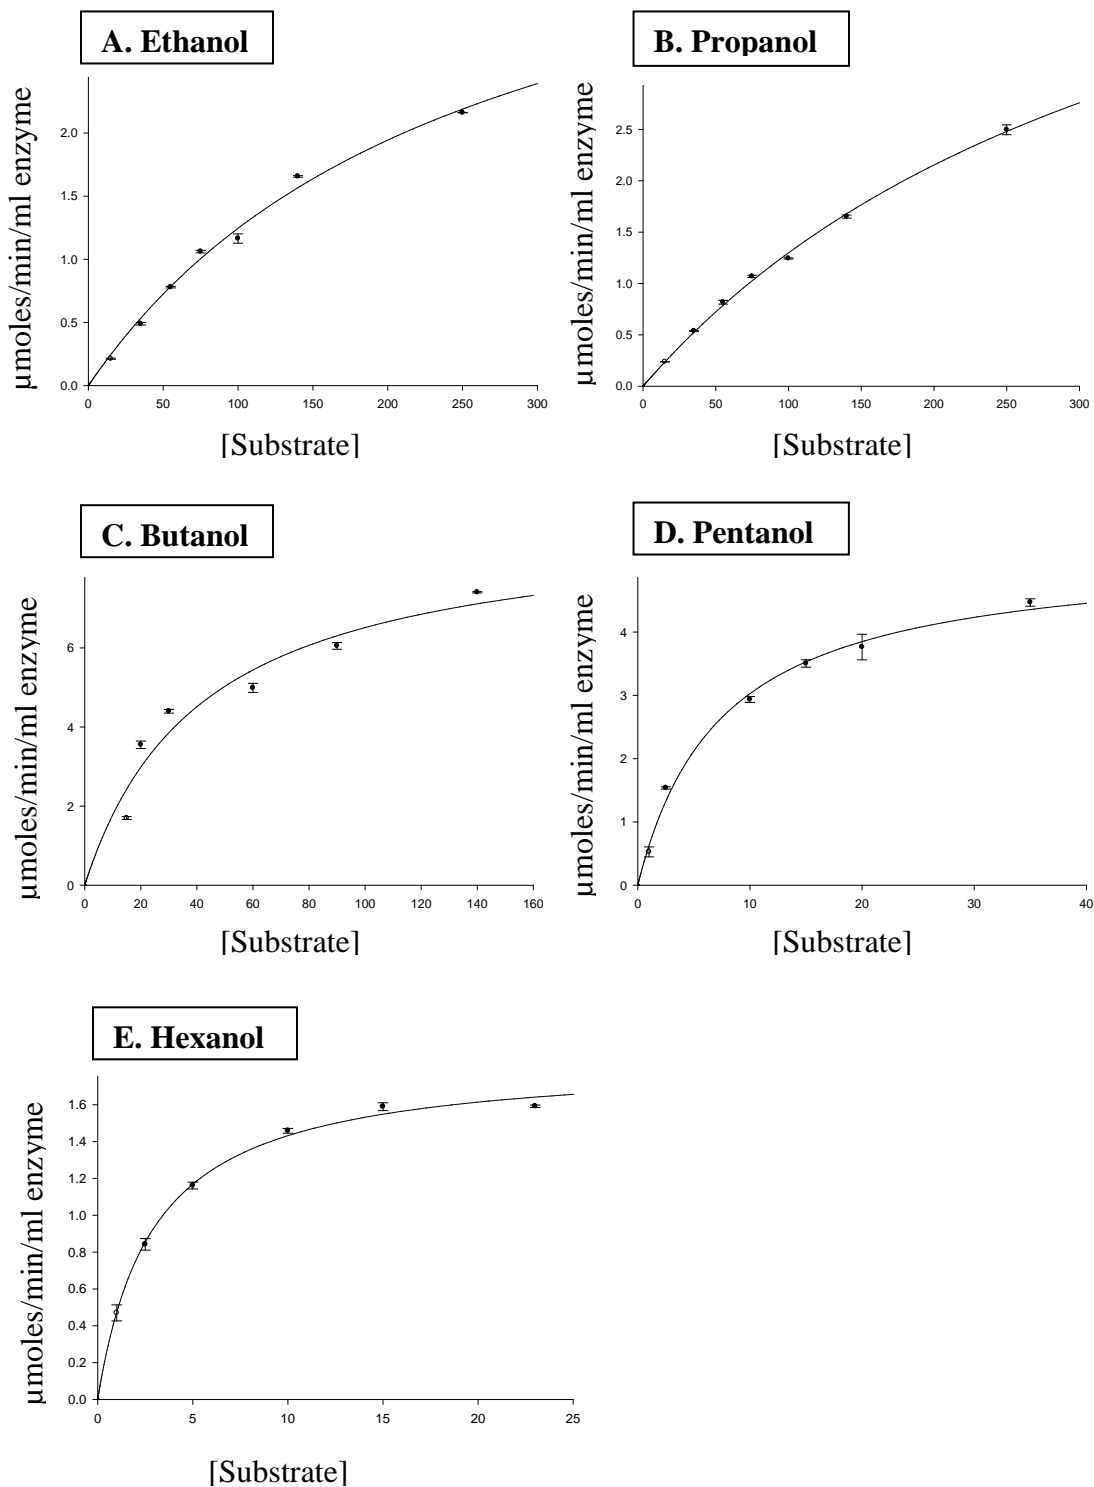 A. Ethanol
µmoles/min/ml enzyme
2.0
1.5
1.0
0.5
0.0
0 50 100 150 200 250 300
[Substrate]
B. Propanol
µmoles/min/ml enzyme
2.5
2.0
1.5
1.0
0.5
0.0
0 50 100 150 200 250 300
[Substrate]
C. Butanol
µmoles/min/ml enzyme
6
4
2
0
0 20 40 60 80 100 120 140 160
[Substrate]
D. Pentanol
µmoles/min/ml enzyme
4
3
2
1
0
0 10 20 30 40
[Substrate]
E. Hexanol
µmoles/min/ml enzyme
1.6
1.4
1.2
1.0
0.8
0.6
0.4
0.2
0.0
0 5 10 15 20 25
[Substrate]